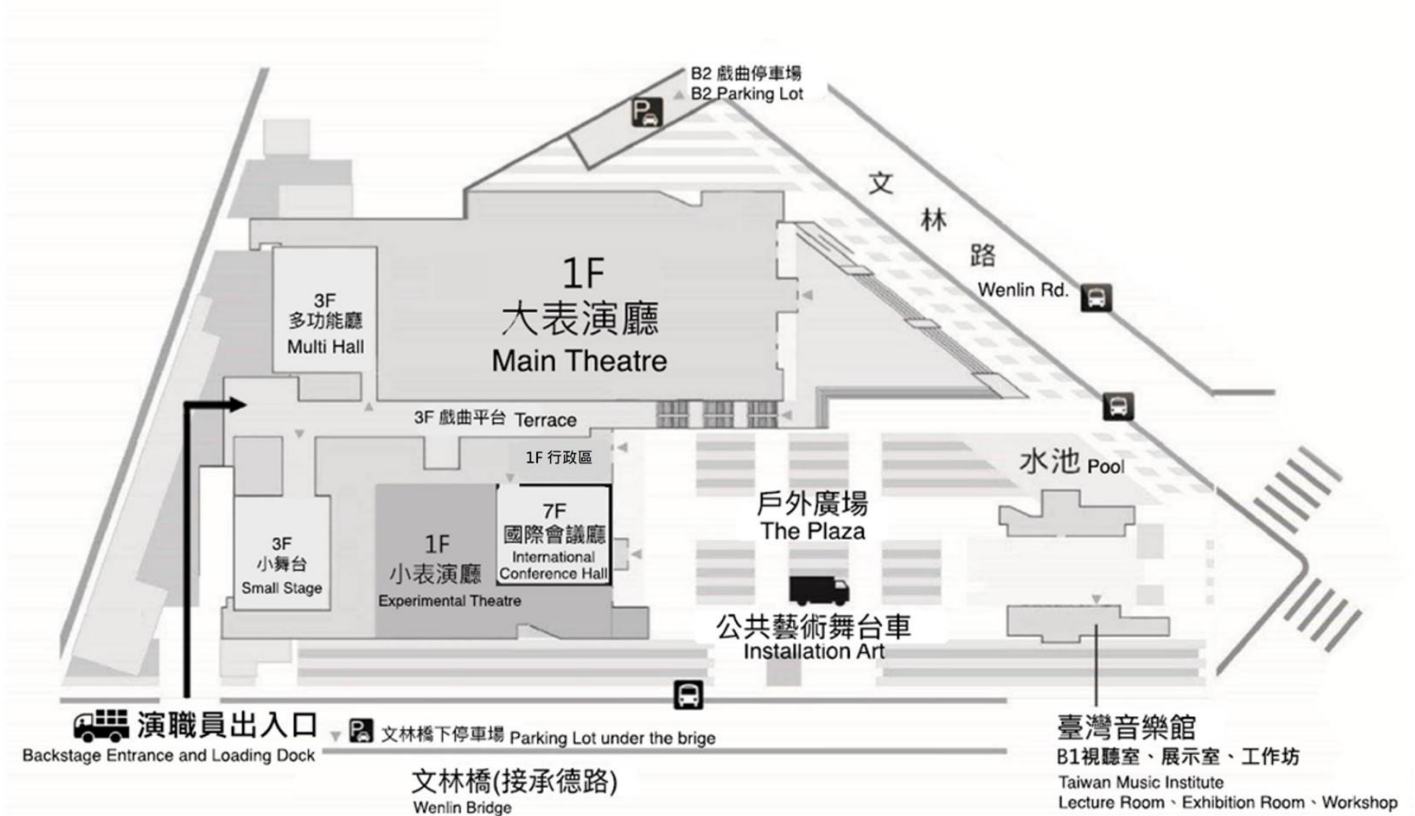 B2 戲曲停車場
B2 Parking Lot
P
文
林
路
Wenlin Rd.
1F
大表演廳
Main Theatre
3F
多功能廳
Multi Hall
3F 戲曲平台 Terrace
1F 行政區
水池 Pool
戶外廣場
The Plaza
7F
國際會議廳
International
Conference Hall
1F
小表演廳
Experimental Theatre
3F
小舞台
Small Stage
公共藝術舞台車
Installation Art
演職員出入口
Backstage Entrance and Loading Dock
P 文林橋下停車場 Parking Lot under the brige
文林橋(接承德路)
Wenlin Bridge
臺灣音樂館
B1視聽室、展示室、工作坊
Taiwan Music Institute
Lecture Room、Exhibition Room、Workshop